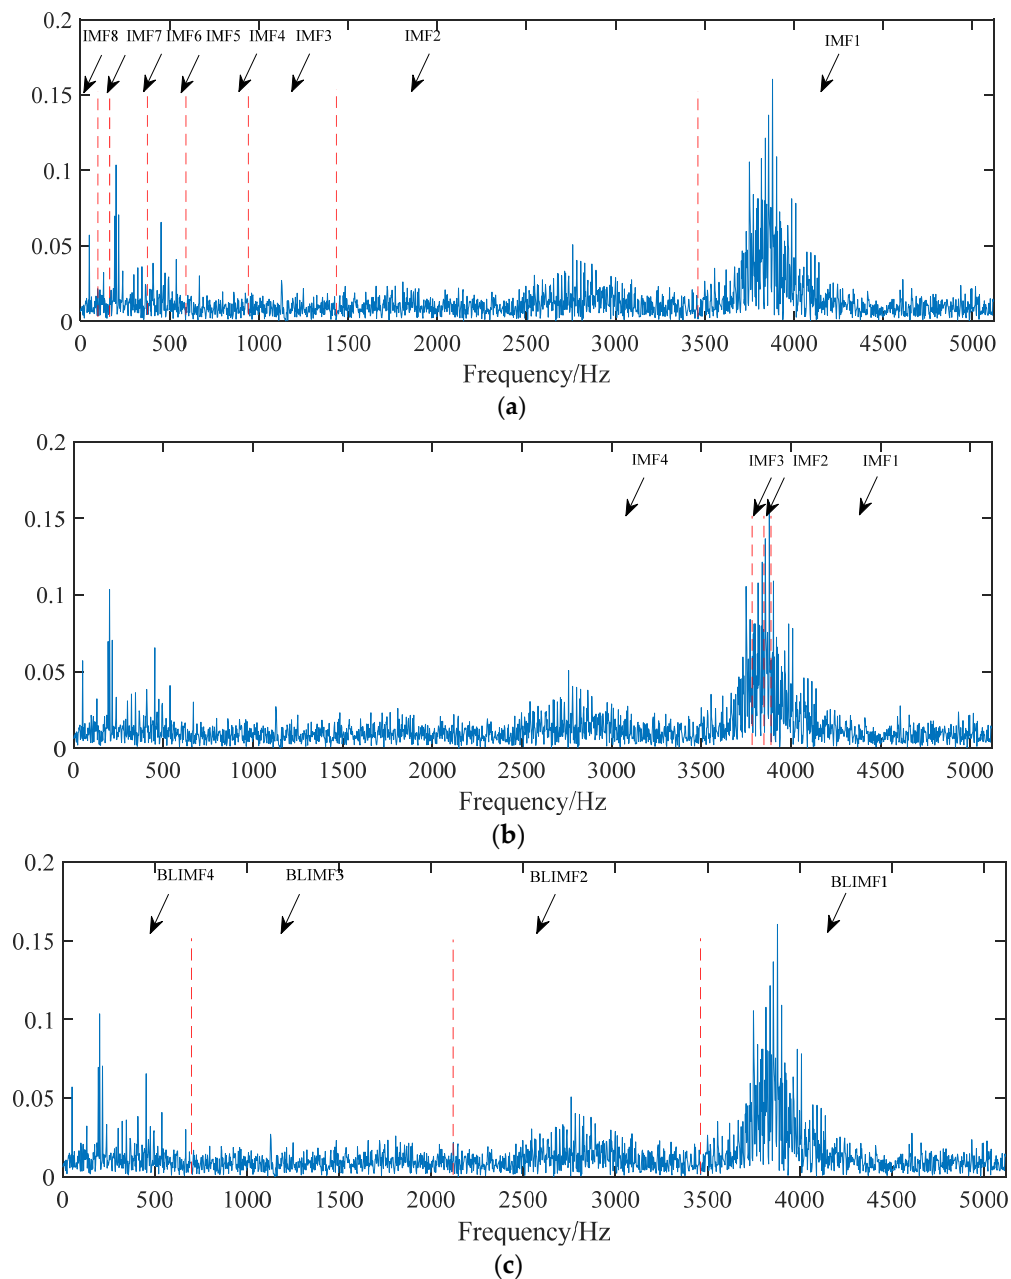 0.2
IMF8 IMF7 IMF6 IMF5 IMF4 IMF3 IMF2 IMF1
0.15
0.1
0.05
0
0 500 1000 1500 2000 2500 3000 3500 4000 4500 5000
Frequency/Hz
(a)
0.2
IMF4 IMF3 IMF2 IMF1
0.15
0.1
0.05
0
0 500 1000 1500 2000 2500 3000 3500 4000 4500 5000
Frequency/Hz
(b)
0.2
BLIMF4 BLIMF3 BLIMF2 BLIMF1
0.15
0.1
0.05
0
0 500 1000 1500 2000 2500 3000 3500 4000 4500 5000
Frequency/Hz
(c)